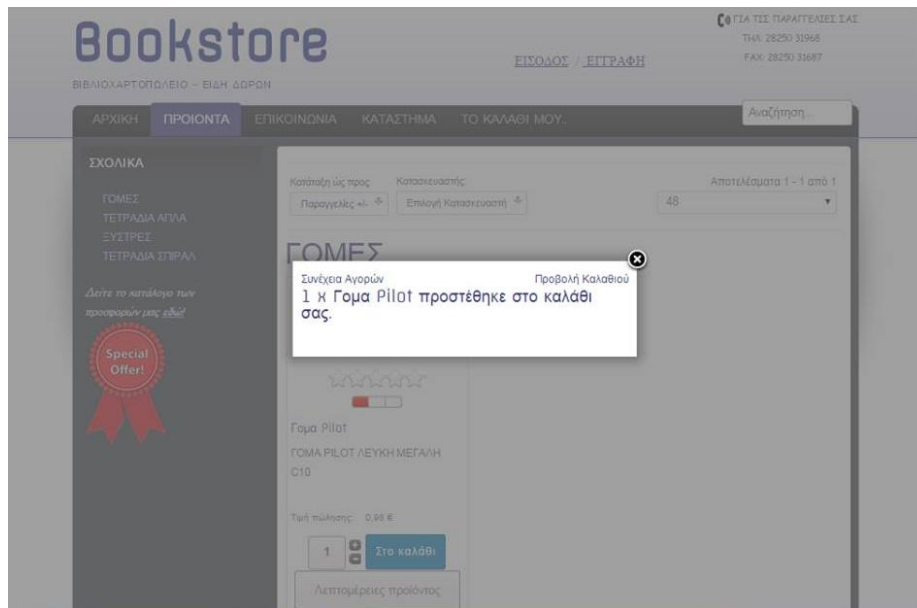 Bookstore
ΓΙΑ ΤΙΣ ΠΑΡΑΓΓΕΛΙΕΣ ΣΑΣ
ΤΗΛ: 28250 31968
FAX: 28250 31687
ΕΙΣΟΔΟΣ / ΕΓΓΡΑΦΗ
ΒΙΒΛΙΟΧΑΡΤΟΠΩΛΕΙΟ – ΕΙΔΗ ΔΩΡΩΝ
ΑΡΧΙΚΗ ΠΡΟΙΟΝΤΑ ΕΠΙΚΟΙΝΩΝΙΑ ΚΑΤΑΣΤΗΜΑ ΤΟ ΚΑΛΑΘΙ ΜΟΥ.. Αναζήτηση...
ΣΧΟΛΙΚΑ
ΓΟΜΕΣ
ΤΕΤΡΑΔΙΑ ΑΠΛΑ
ΞΥΣΤΡΕΣ
ΤΕΤΡΑΔΙΑ ΣΠΙΡΑΛ
Δείτε το κατάλογο των
προσφορών μας εδώ!
Special
Offer!
Κατάταξη ώς προς Κατασκευαστής: Αποτελέσματα 1 - 1 από 1
Παραγγελίες +/- Επιλογή Κατασκευαστή 48
ΓΟΜΕΣ
Συνέχεια Αγορών Προβολή Καλαθιού
1 x Γομα Pilot προστέθηκε στο καλάθι
σας.
Γομα Pilot
ΓΟΜΑ PILOT ΛΕΥΚΗ ΜΕΓΑΛΗ
C10
Τιμή πώλησης: 0,96 €
1 Στο καλάθι
Λεπτομέρειες προϊόντος